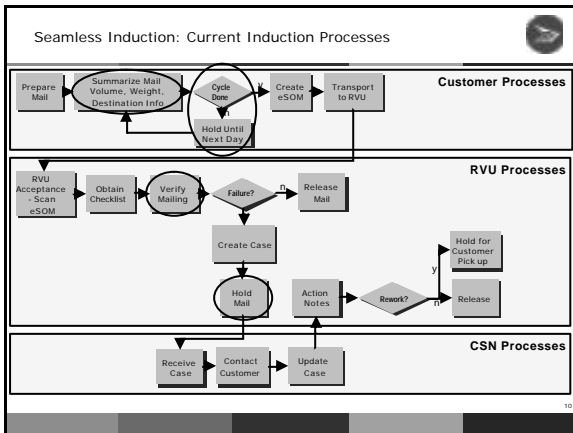 Seamless Induction: Current Induction Processes
Customer Processes
Prepare
Mail
Summarize Mail
Volume, Weight,
Destination Info
Cycle
Done
y
n
Hold Until
Next Day
Create
eSOM
Transport
to RVU
RVU Processes
RVU
Acceptance
- Scan
eSOM
Obtain
Checklist
Verify
Mailing
Failure?
n
Release
Mail
Create Case
Hold
Mail
Action
Notes
Rework?
y
n
Hold for
Customer
Pick up
Release
CSN Processes
Receive
Case
Contact
Customer
Update
Case
10